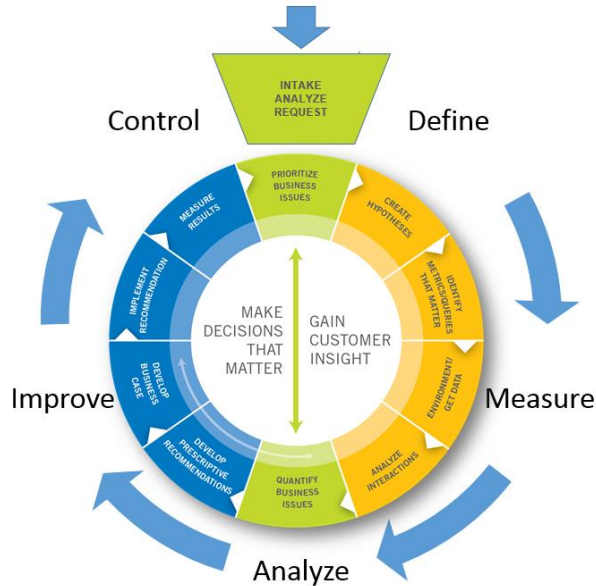 INTAKE
ANALYZE
REQUEST
Control
Define
PRIORITIZE
BUSINESS
ISSUES
CREATE
HYPOTHESES
IDENTIFY
METRICS/QUERIES
THAT MATTER
ENVIRONMENT/
GET DATA
Measure
ANALYZE
INTERACTIONS
QUANTIFY
BUSINESS
ISSUES
Analyze
DEVELOP
PRESCRIPTIVE
RECOMMENDATIONS
DEVELOP
BUSINESS
CASE
Improve
IMPLEMENT
RECOMMENDATION
MEASURE
RESULTS
MAKE
DECISIONS
THAT
MATTER
GAIN
CUSTOMER
INSIGHT